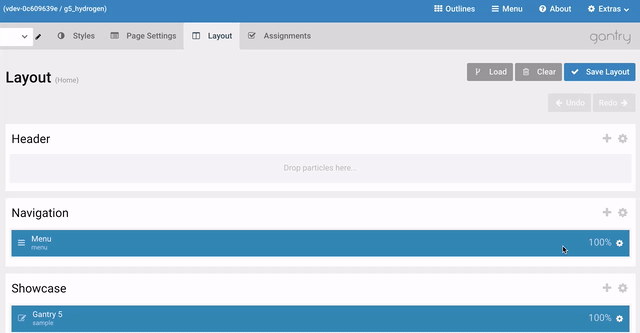 (vdev-0c609639e / g5_hydrogen)
Outlines
Menu
About
Extras
Styles
Page Settings
Layout
Assignments
gantry
Layout (Home)
Load
Clear
Save Layout
Undo
Redo
Header
Drop particles here...
Navigation
Menu
menu
100%
Showcase
Gantry 5
sample
100%